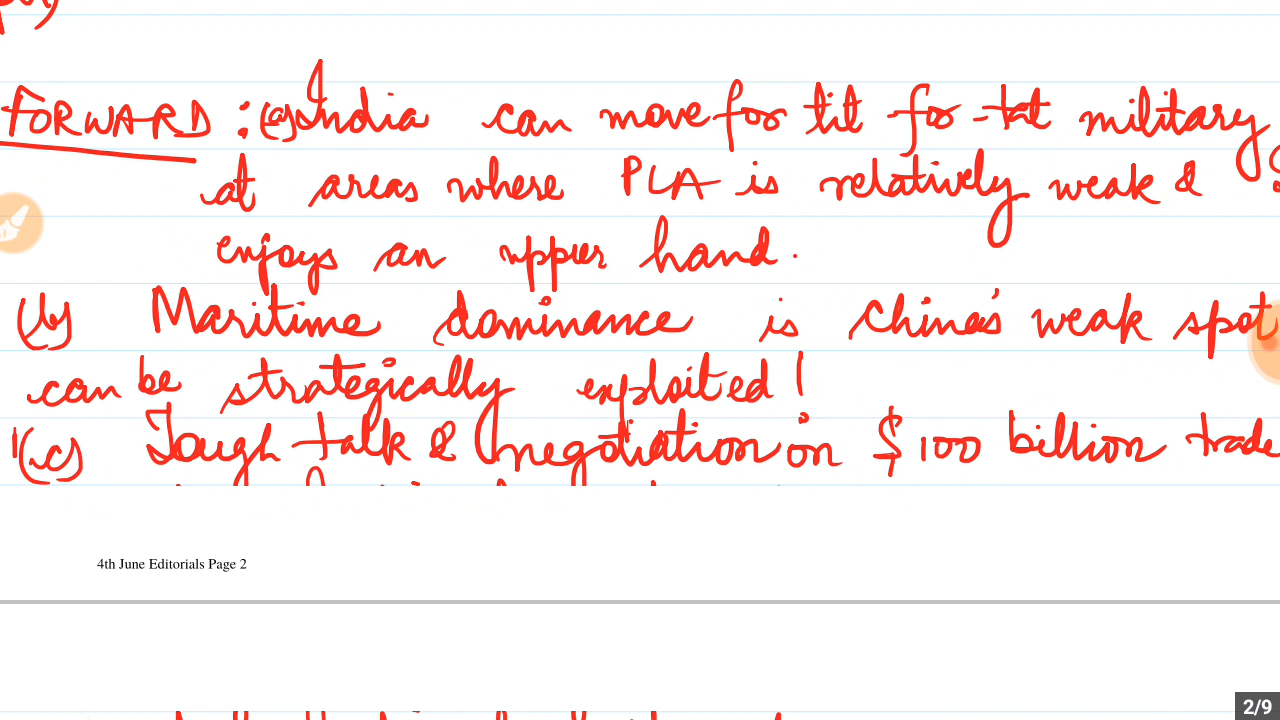 FORWARD : (a) India can move for tit for-tat military
at areas where PLA is relatively weak &
enjoys an upper hand.
(b) Maritime dominance is China's weak spot
can be strategically exploited!
(c) Tough talk & negotiation on $100 billion trade
4th June Editorials Page 2
2/9